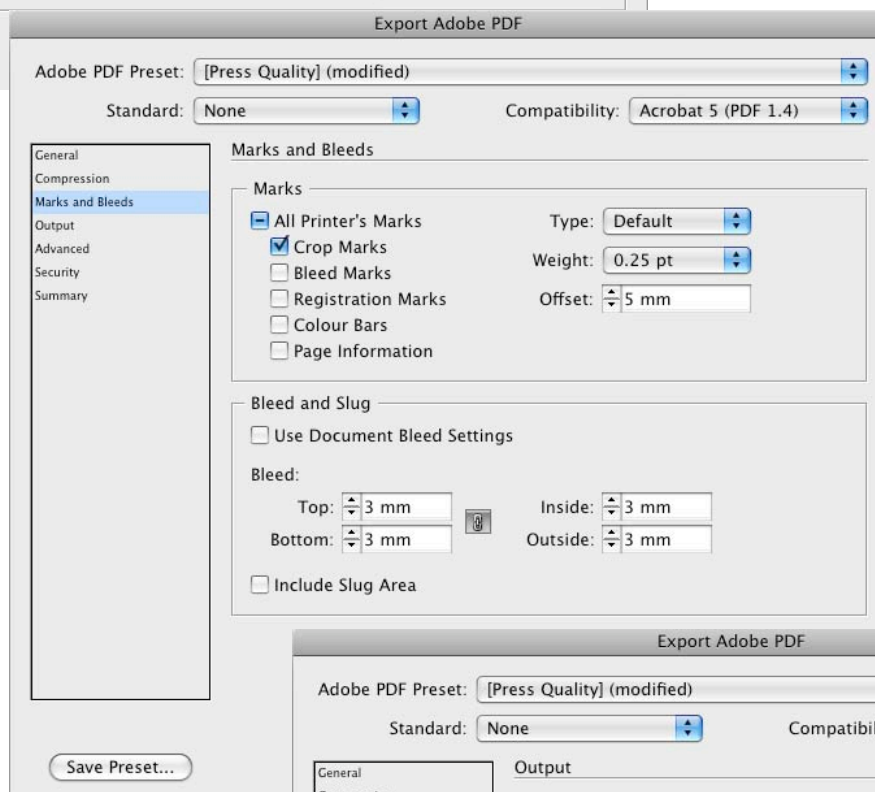 Export Adobe PDF
Adobe PDF Preset: [Press Quality] (modified)
Standard: None Compatibility: Acrobat 5 (PDF 1.4)
General
Compression
Marks and Bleeds
Output
Advanced
Security
Summary
Marks and Bleeds
Marks
All Printer's Marks
Crop Marks
Bleed Marks
Registration Marks
Colour Bars
Page Information
Type: Default
Weight: 0.25 pt
Offset: 5 mm
Bleed and Slug
Use Document Bleed Settings
Bleed:
Top: 3 mm Inside: 3 mm
Bottom: 3 mm Outside: 3 mm
Include Slug Area
Save Preset...
Export Adobe PDF
Adobe PDF Preset: [Press Quality] (modified)
Standard: None Compatibil
General
Output